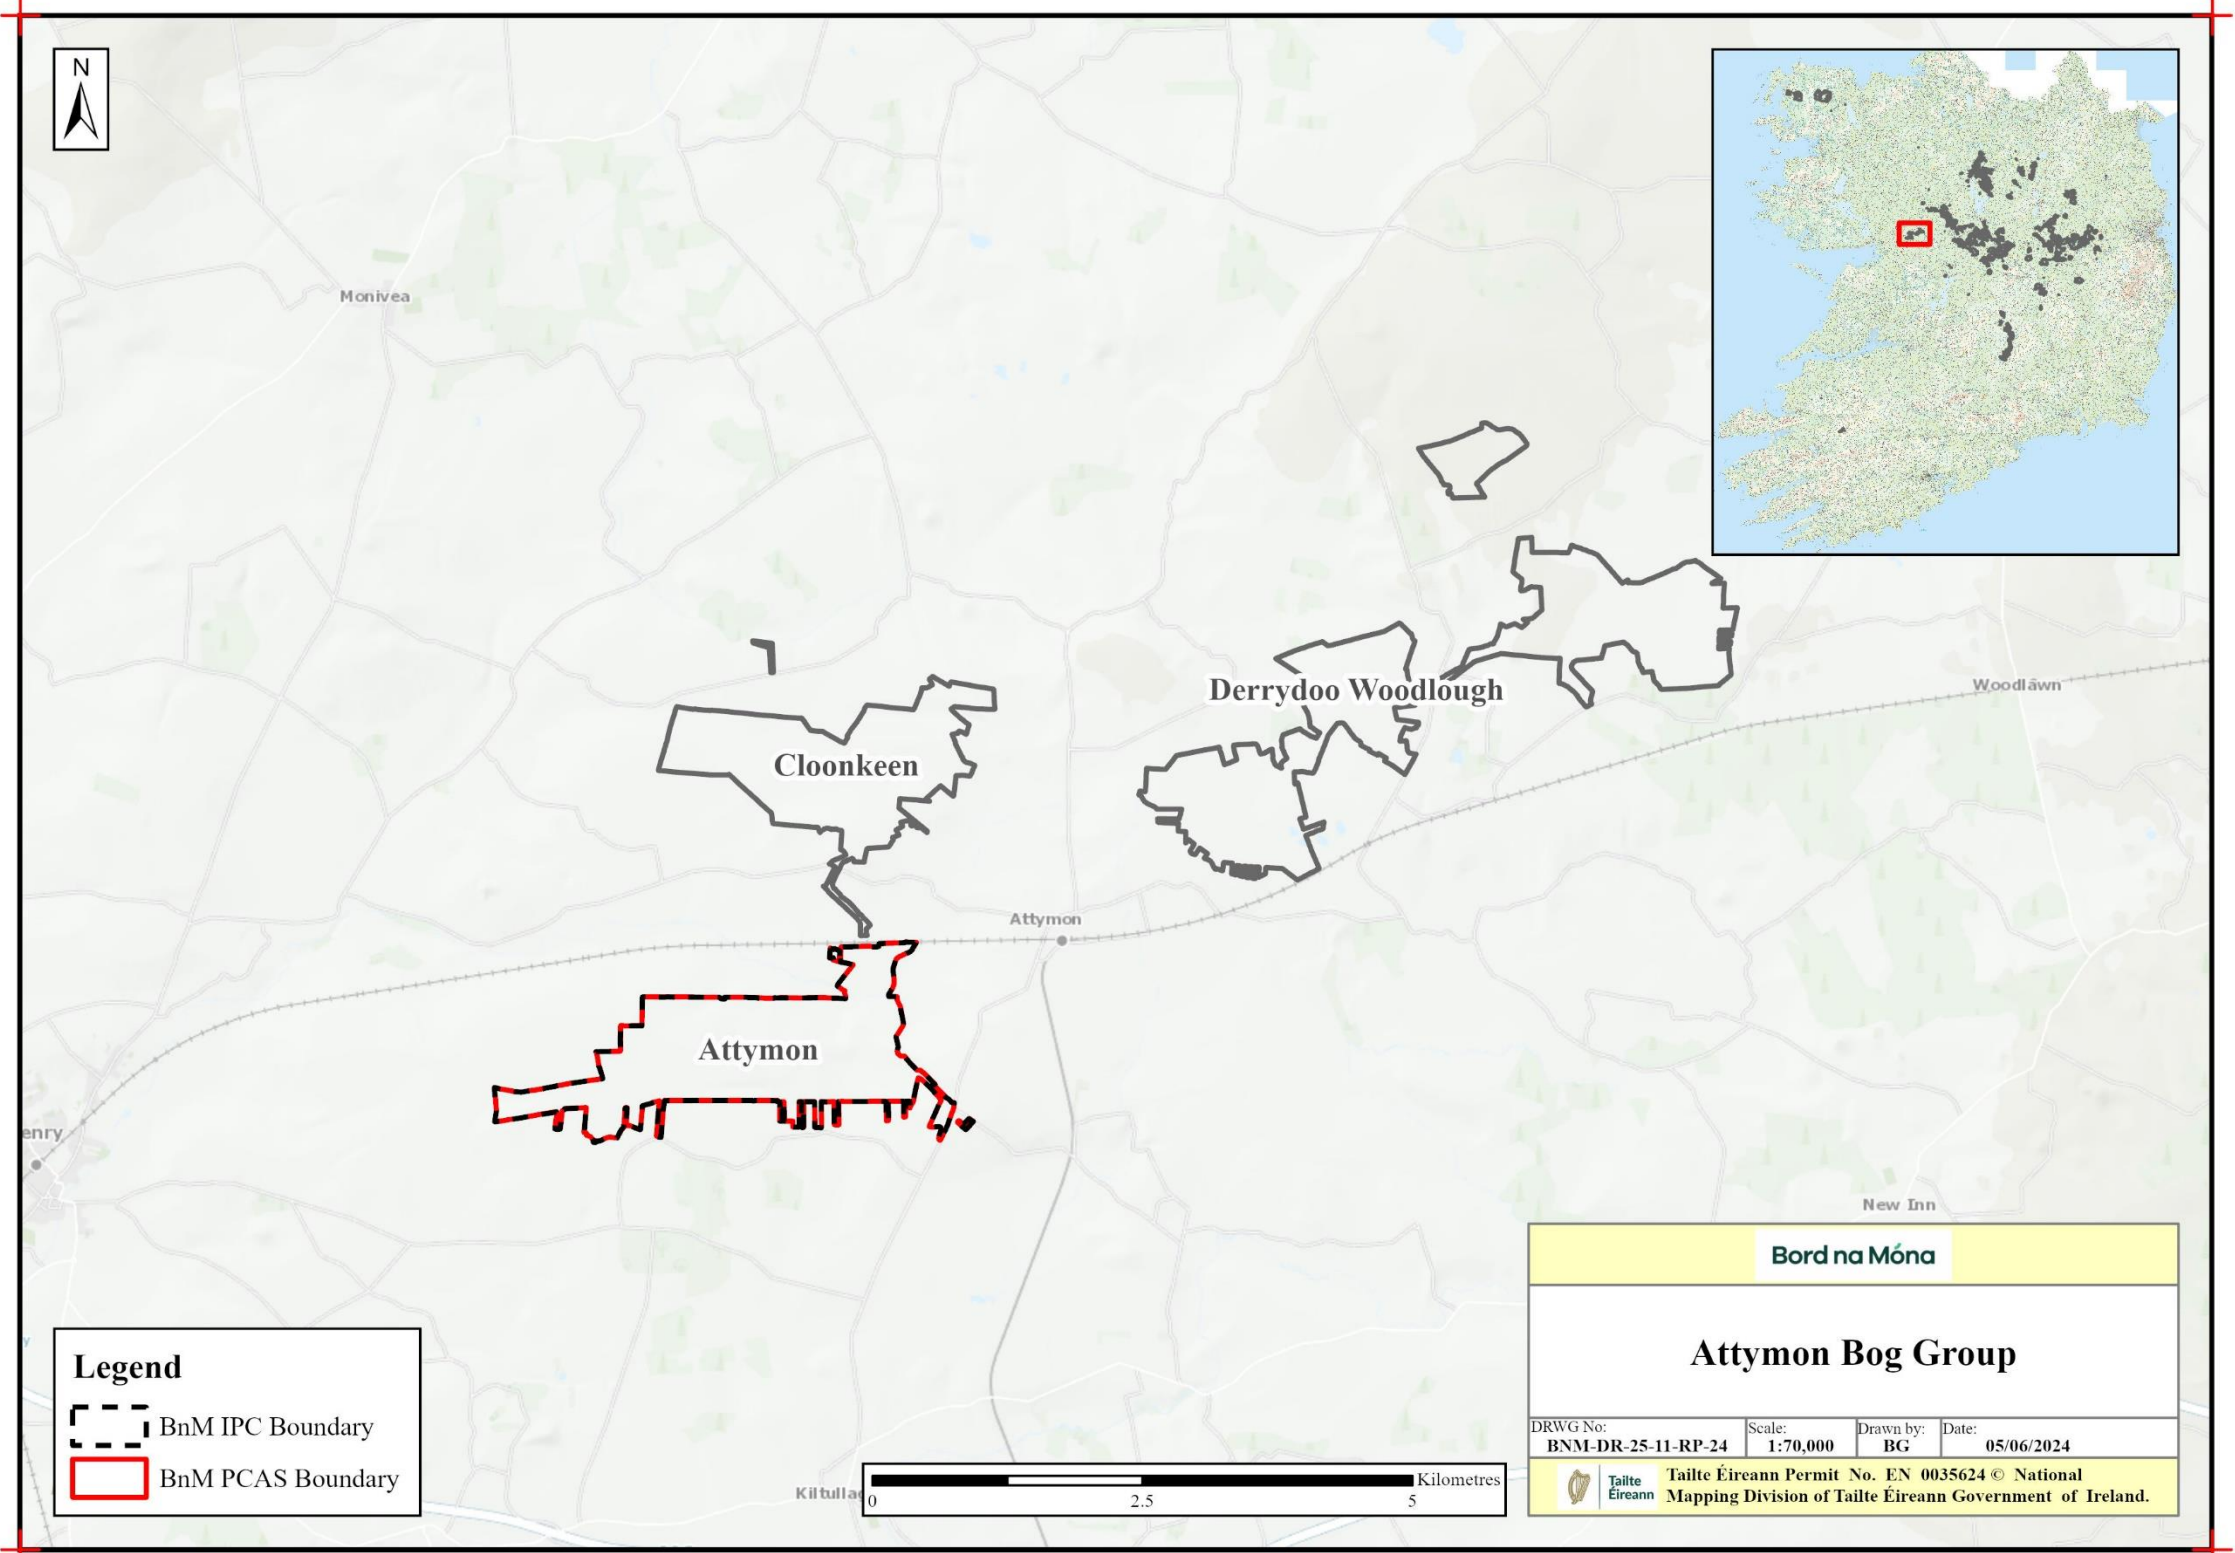 N
Monivea
Derrydoo Woodlough
Woodlawn
Cloonkeen
Attymon
Attymon
enry
New Inn
Bord na Móna
Attymon Bog Group
DRWG No:
BNM-DR-25-11-RP-24
Scale:
1:70,000
Drawn by:
BG
Date:
05/06/2024
Tailte
Éireann
Tailte Éireann Permit No. EN 0035624 © National
Mapping Division of Tailte Éireann Government of Ireland.
Legend
BnM IPC Boundary
BnM PCAS Boundary
Kiltulla
Kilometres
0
2.5
5